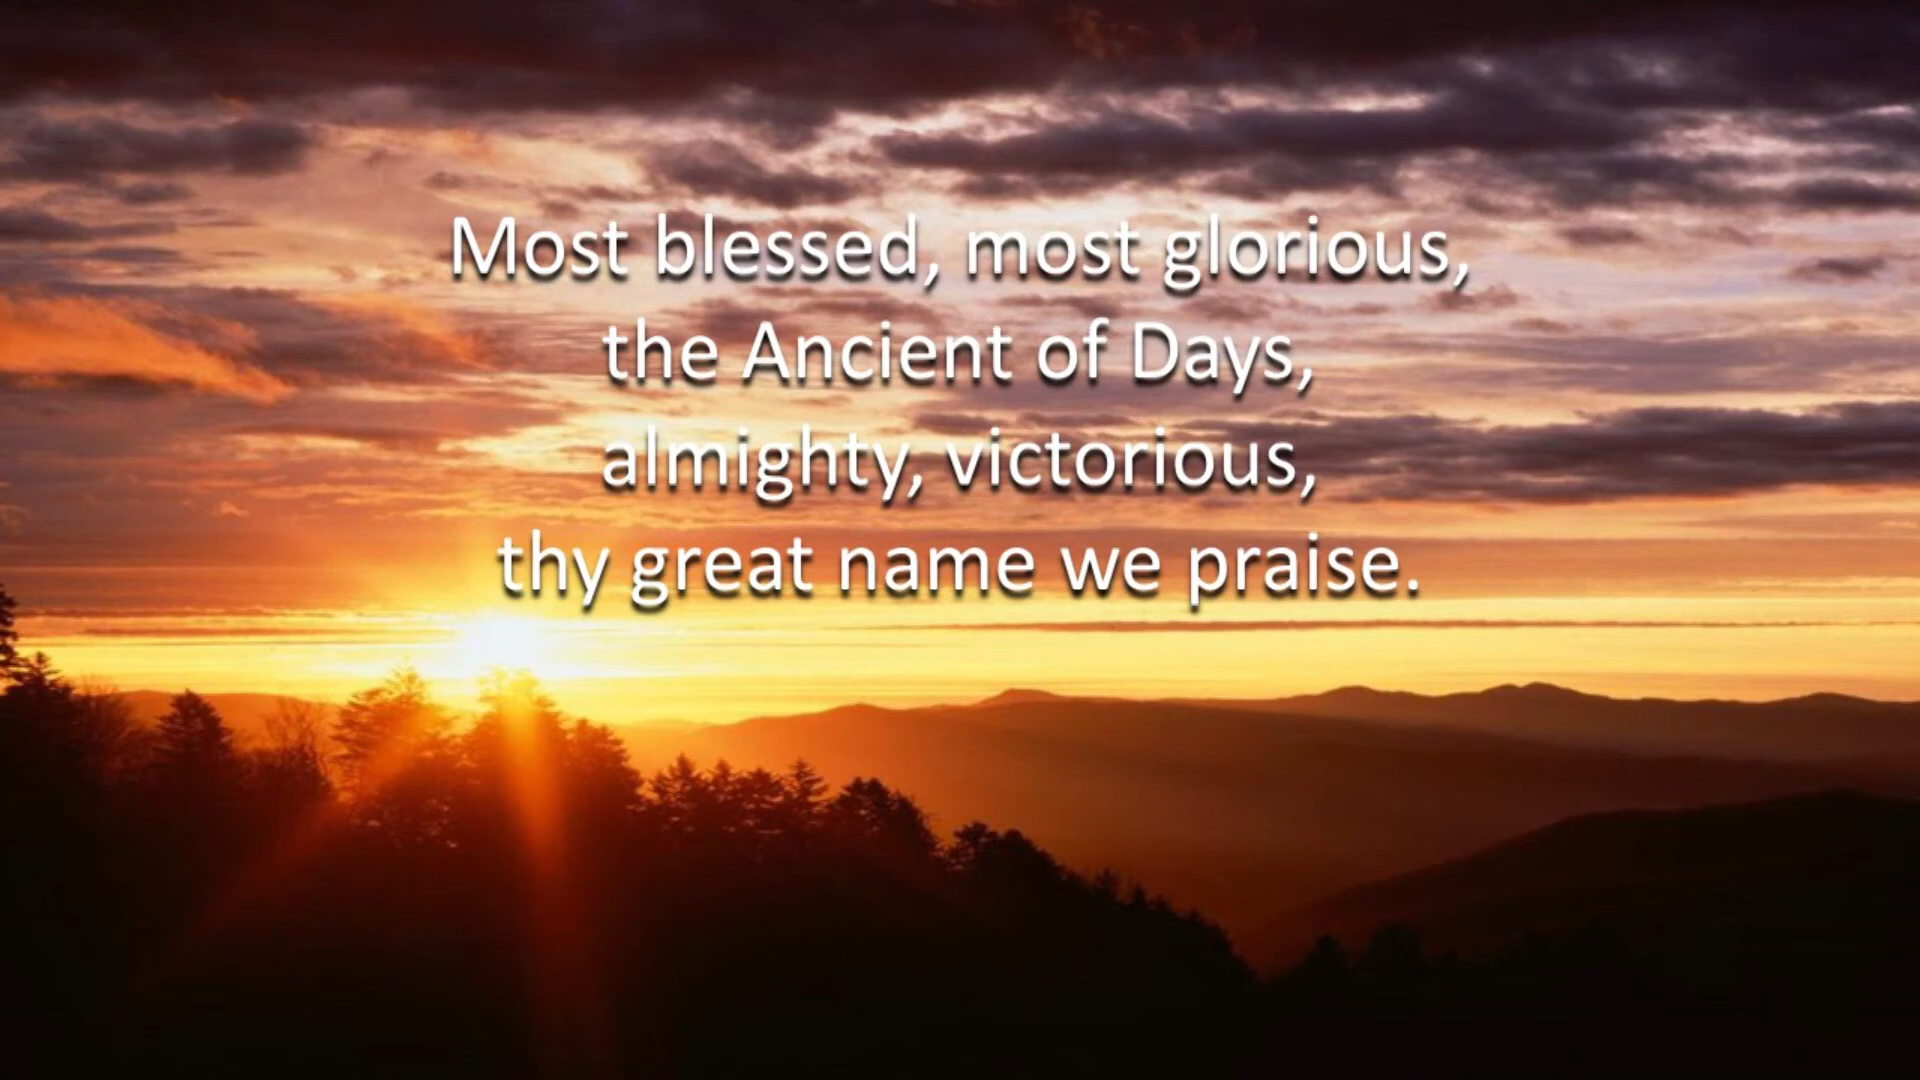 Most blessed, most glorious,
the Ancient of Days,
almighty, victorious,
thy great name we praise.